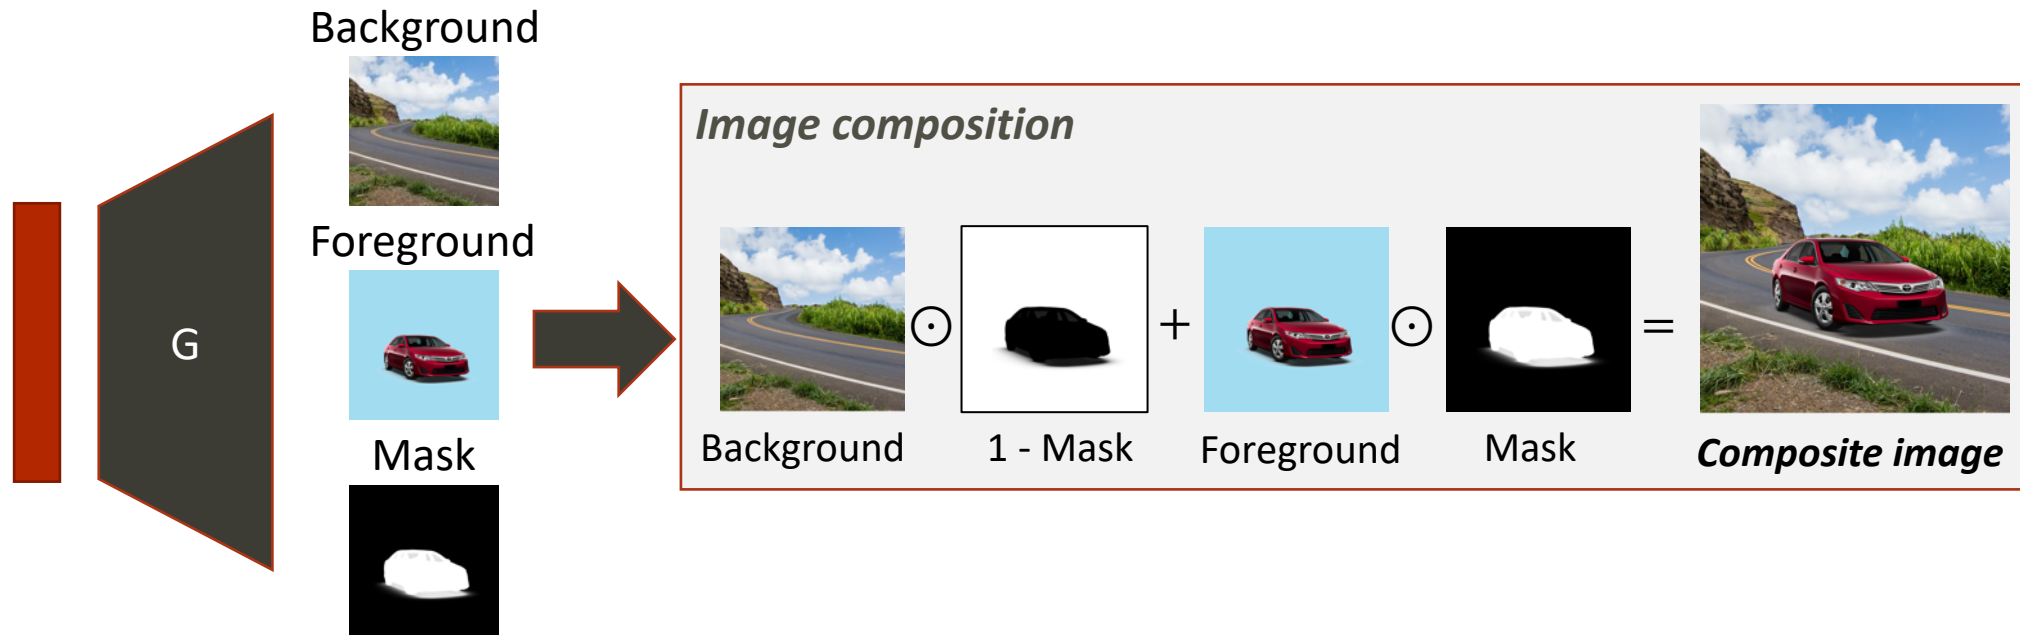 Background
Foreground
Mask
G
Image composition
⊙ + ⊙ =
Background 1 - Mask Foreground Mask
Composite image